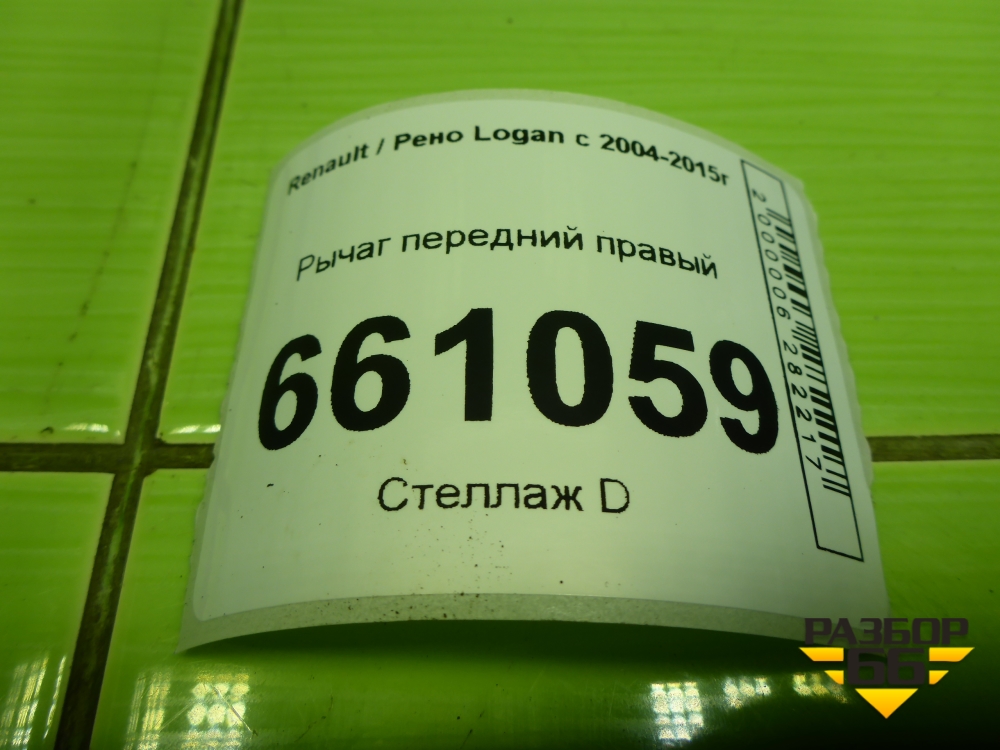 Renault / Рено Logan с 2004-2015г
Рычаг передний правый
661059
Стеллаж D
2000006282217
РАЗБОР
66